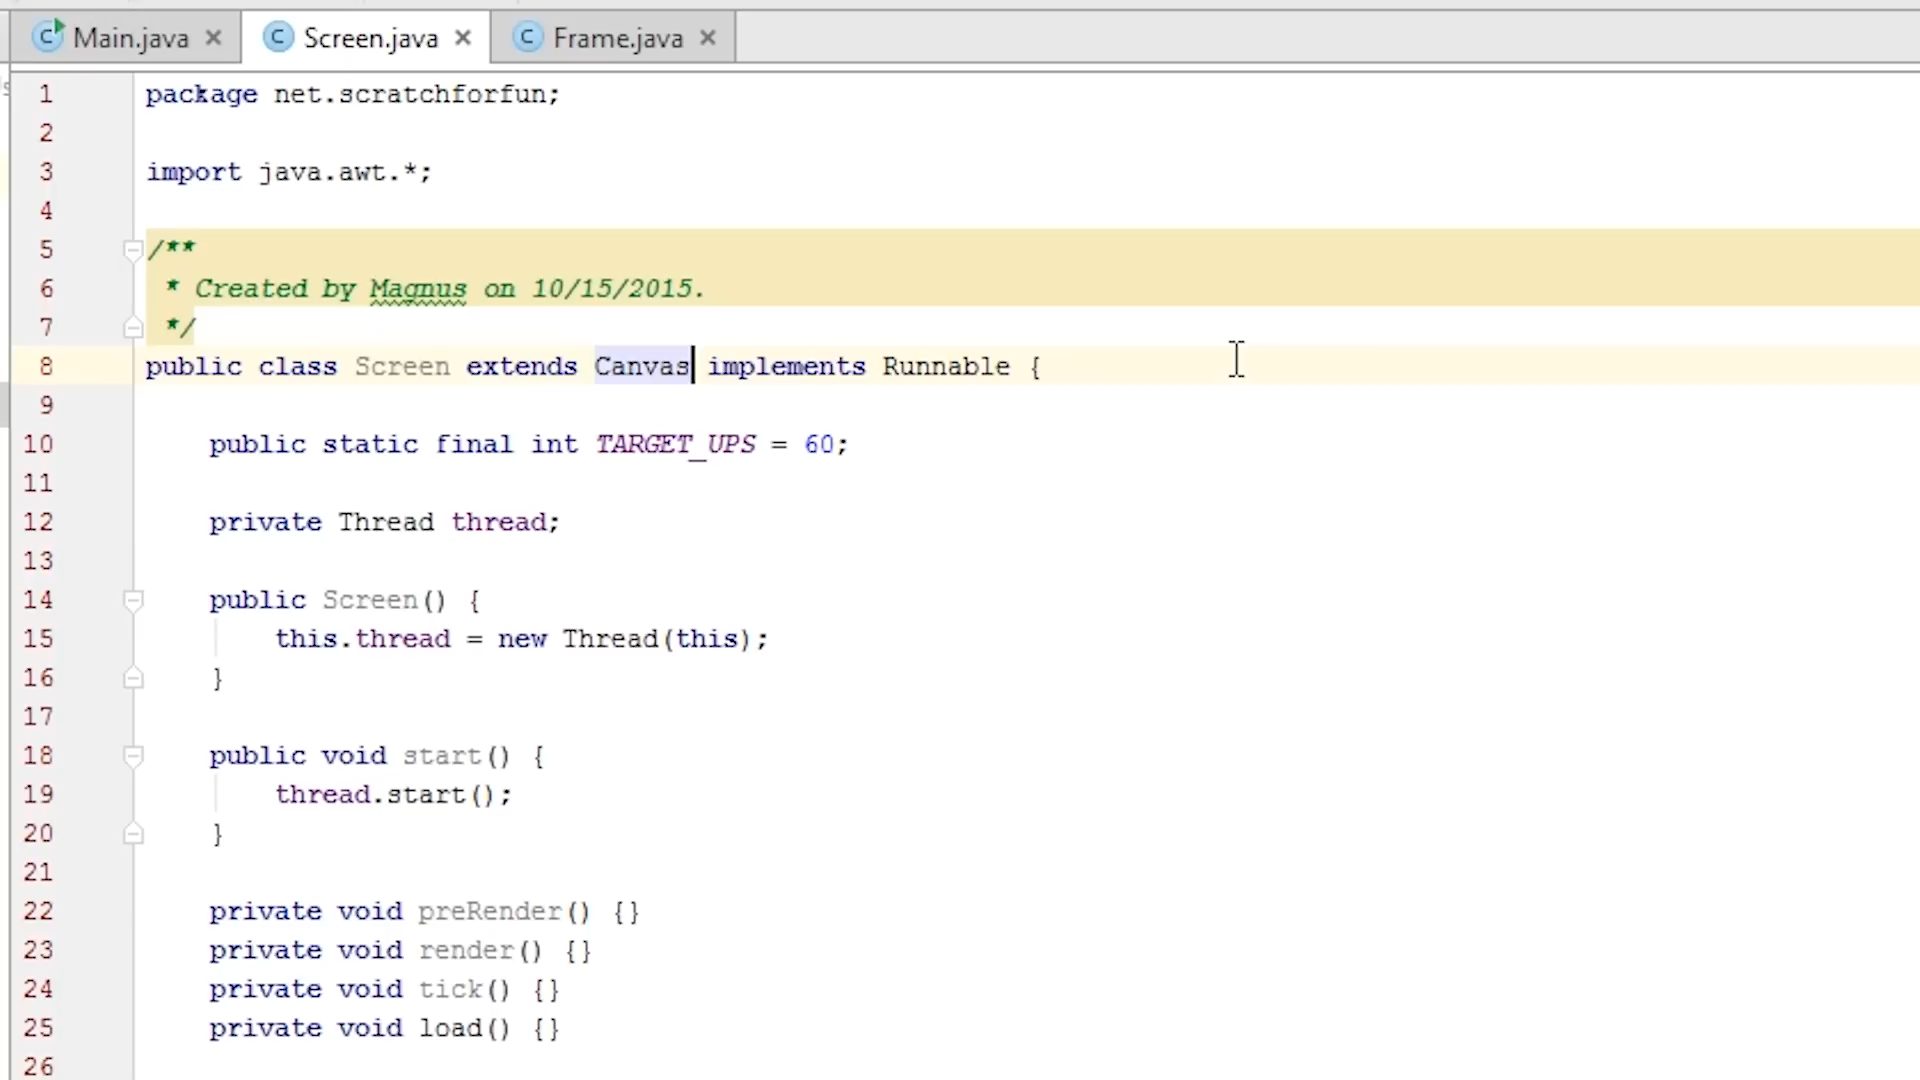 Main.java Screen.java Frame.java
1 package net.scratchforfun;
2
3 import java.awt.*;
4
5 /**
6 * Created by Magnus on 10/15/2015.
7 */
8 public class Screen extends Canvas implements Runnable {
9
10 public static final int TARGET_UPS = 60;
11
12 private Thread thread;
13
14 public Screen() {
15 this.thread = new Thread(this);
16 }
17
18 public void start() {
19 thread.start();
20 }
21
22 private void preRender() {}
23 private void render() {}
24 private void tick() {}
25 private void load() {}
26